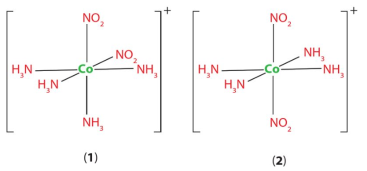 NO₂ +
NO₂
H₃N Co NH₃
H₃N
NH₃
(1)
NO₂ +
NH₃
H₃N Co NH₃
H₃N
NO₂
(2)